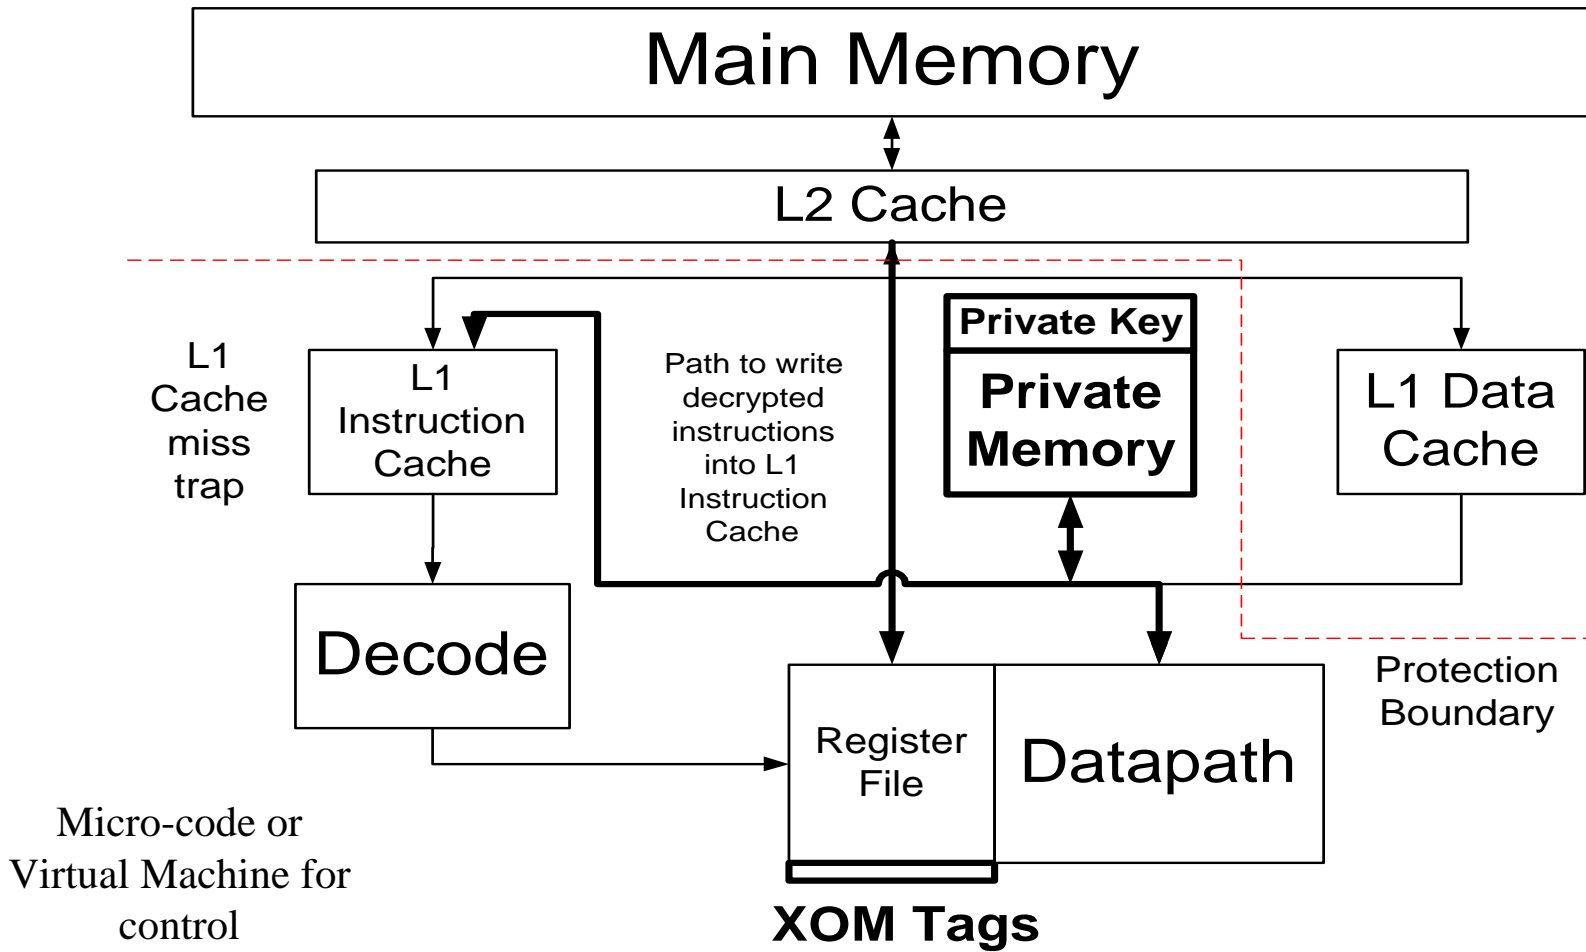 Main Memory
L2 Cache
Private Key
Private
Memory
L1
Cache
miss
trap
L1
Instruction
Cache
Path to write
decrypted
instructions
into L1
Instruction
Cache
L1 Data
Cache
Decode
Register
File
Datapath
Protection
Boundary
Micro-code or
Virtual Machine for
control
XOM Tags